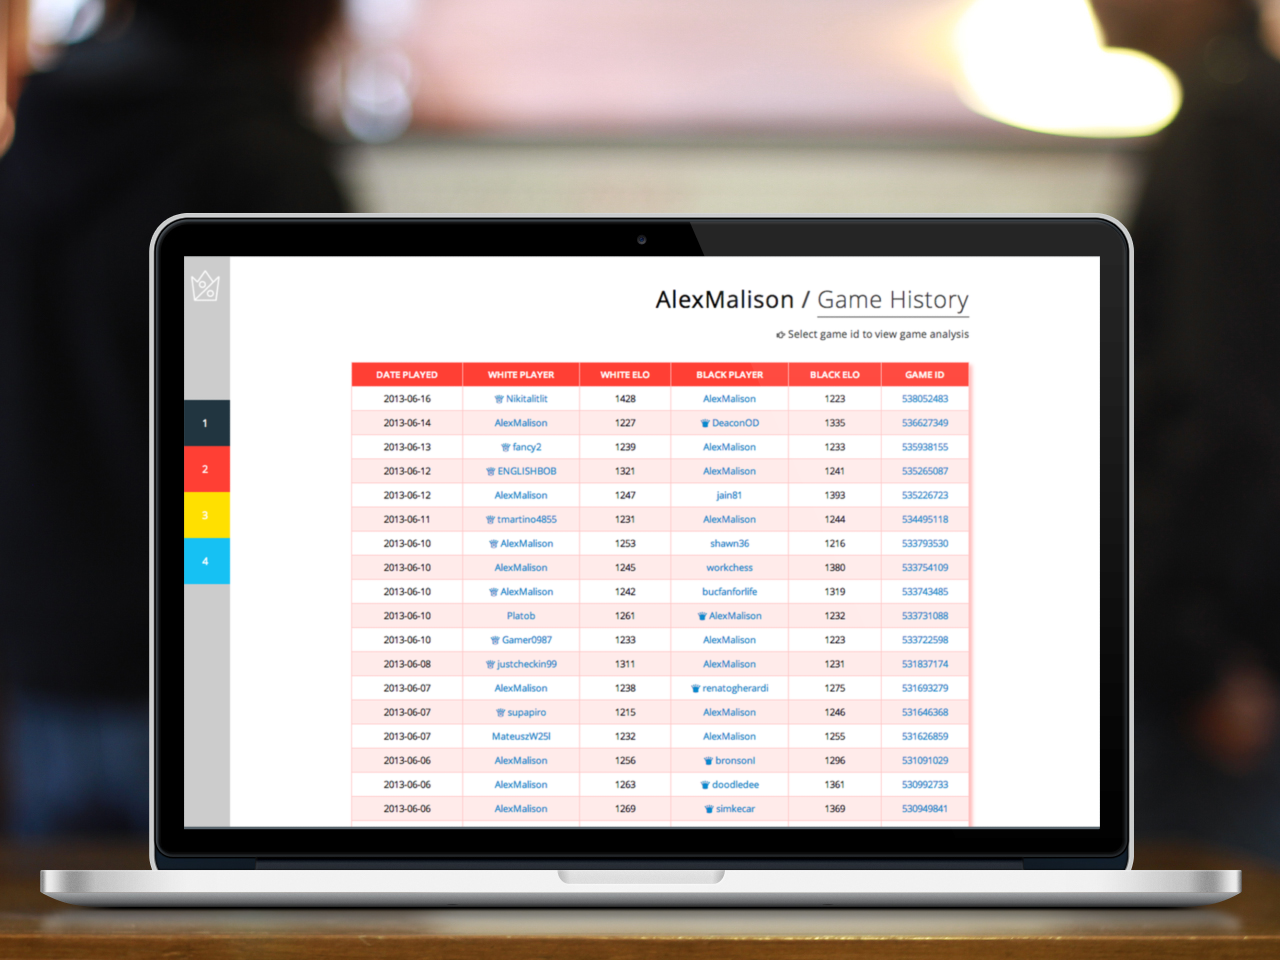 AlexMalison / Game History
Select game id to view game analysis
DATE PLAYED WHITE PLAYER WHITE ELO BLACK PLAYER BLACK ELO GAME ID
2013-06-16 Nikitalitlit 1428 AlexMalison 1223 538052483
1
2013-06-14 AlexMalison 1227 DeaconOD 1335 536627349
2013-06-13 fancy2 1239 AlexMalison 1233 535938155
2
2013-06-12 ENGLISHBOB 1321 AlexMalison 1241 535265087
2013-06-12 AlexMalison 1247 jain81 1393 535226723
3
2013-06-11 tmartino4855 1231 AlexMalison 1244 534495118
2013-06-10 AlexMalison 1253 shawn36 1216 533793530
4
2013-06-10 AlexMalison 1245 workchess 1380 533754109
2013-06-10 AlexMalison 1242 bucfanforlife 1319 533743485
2013-06-10 Platob 1261 AlexMalison 1232 533731088
2013-06-10 Gamer0987 1233 AlexMalison 1223 533722598
2013-06-08 justcheckin99 1311 AlexMalison 1231 531837174
2013-06-07 AlexMalison 1238 renatogherardi 1275 531693279
2013-06-07 supapiro 1215 AlexMalison 1246 531646368
2013-06-07 MateuszW25l 1232 AlexMalison 1255 531626859
2013-06-06 AlexMalison 1256 bronsonl 1296 531091029
2013-06-06 AlexMalison 1263 doodledee 1361 530992733
2013-06-06 AlexMalison 1269 simkecar 1369 530949841